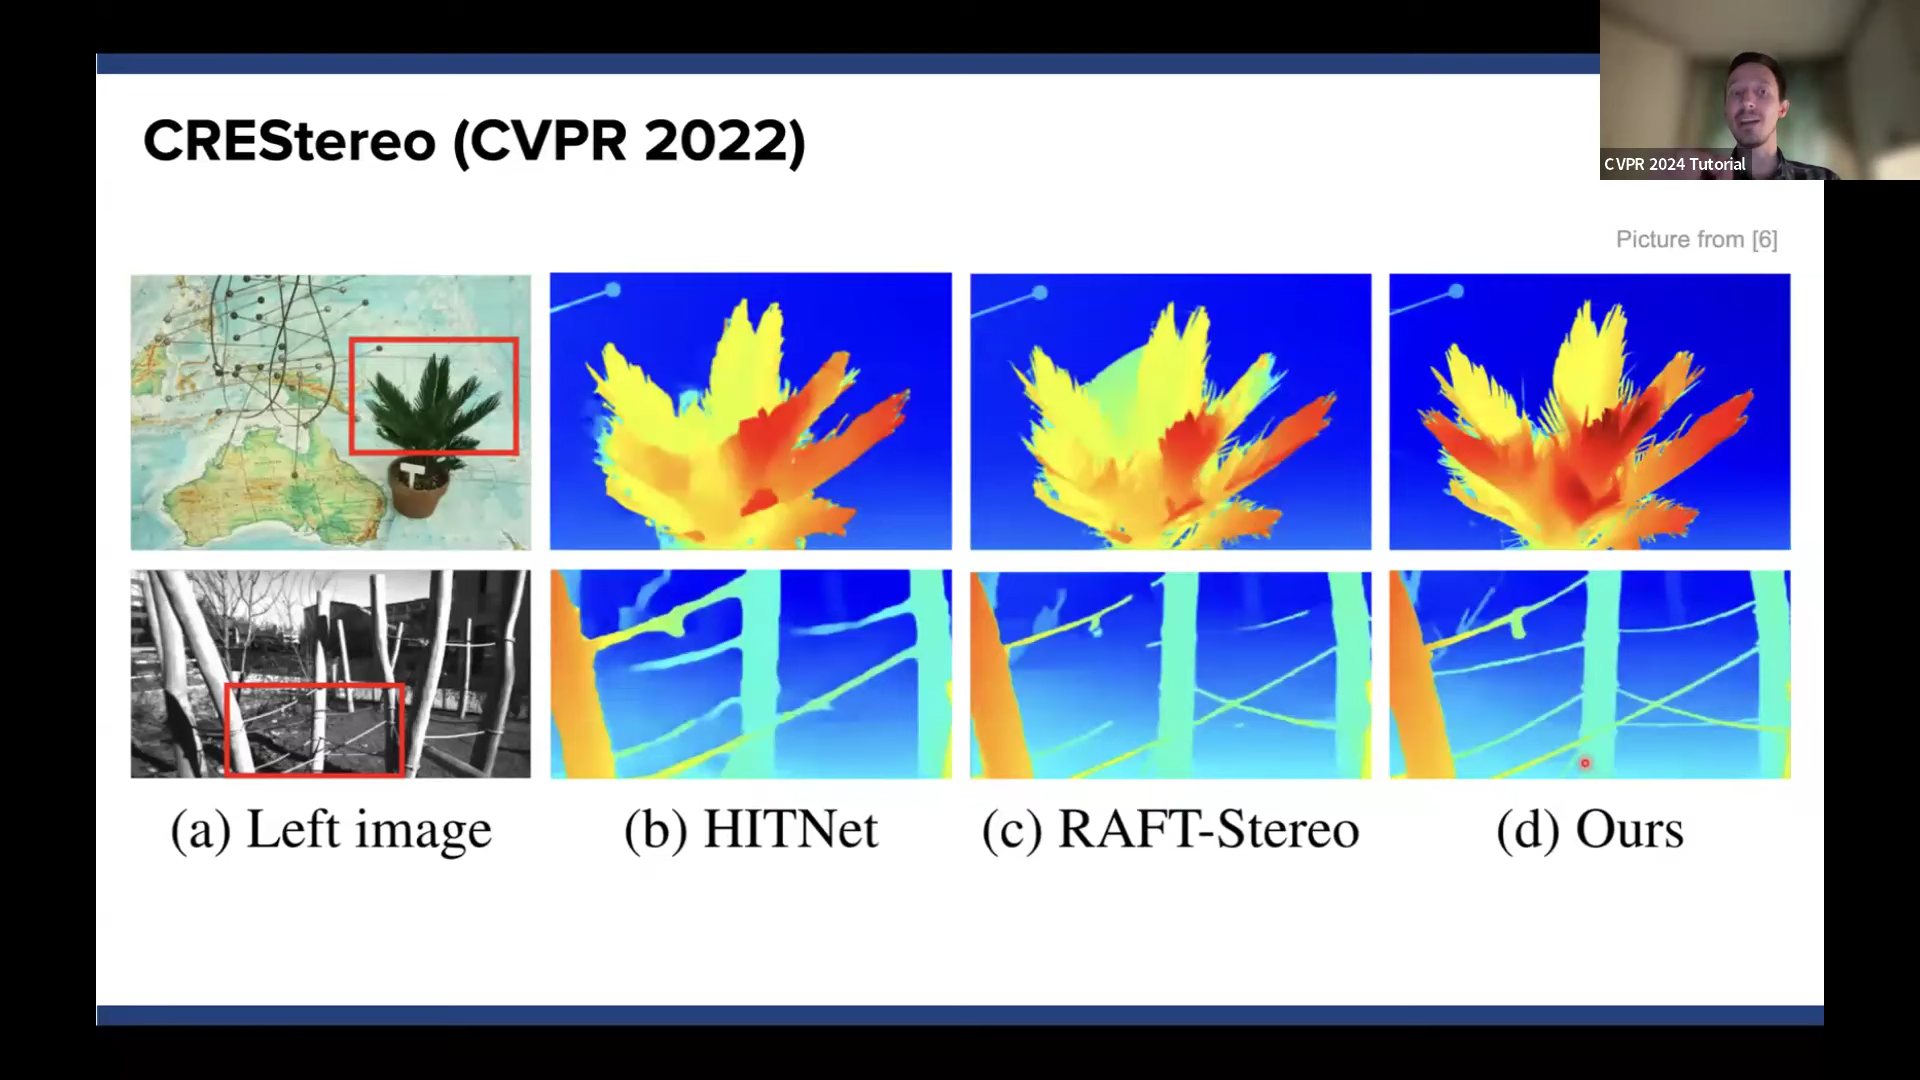 CREStereo (CVPR 2022)
CVPR 2024 Tutorial
Picture from [6]
(a) Left image
(b) HITNet
(c) RAFT-Stereo
(d) Ours